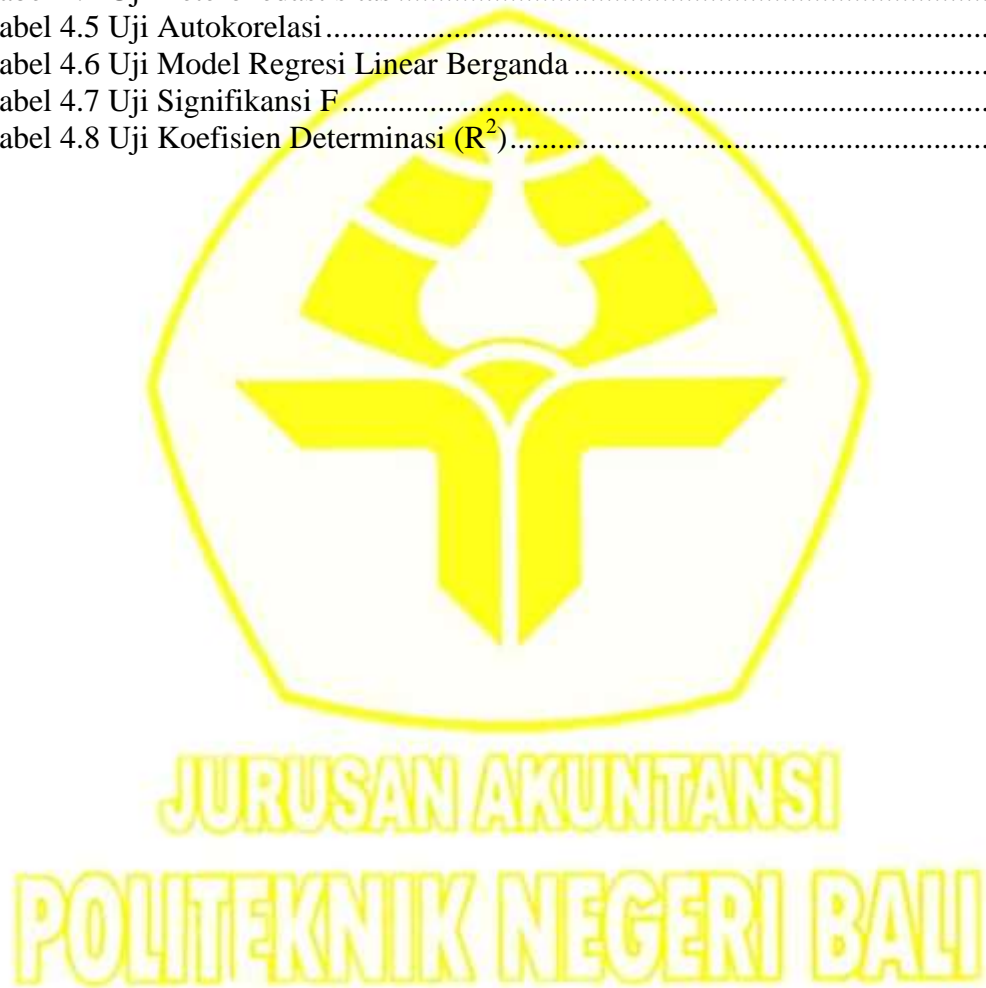 abel 4.5 Uji Autokorelasi....................................................................................
abel 4.6 Uji Model Regresi Linear Berganda.....................................................
abel 4.7 Uji Signifikansi F..................................................................................
abel 4.8 Uji Koefisien Determinasi (R²).............................................................
JURUSAN AKUNTANSI
POLITEKNIK NEGERI BALI